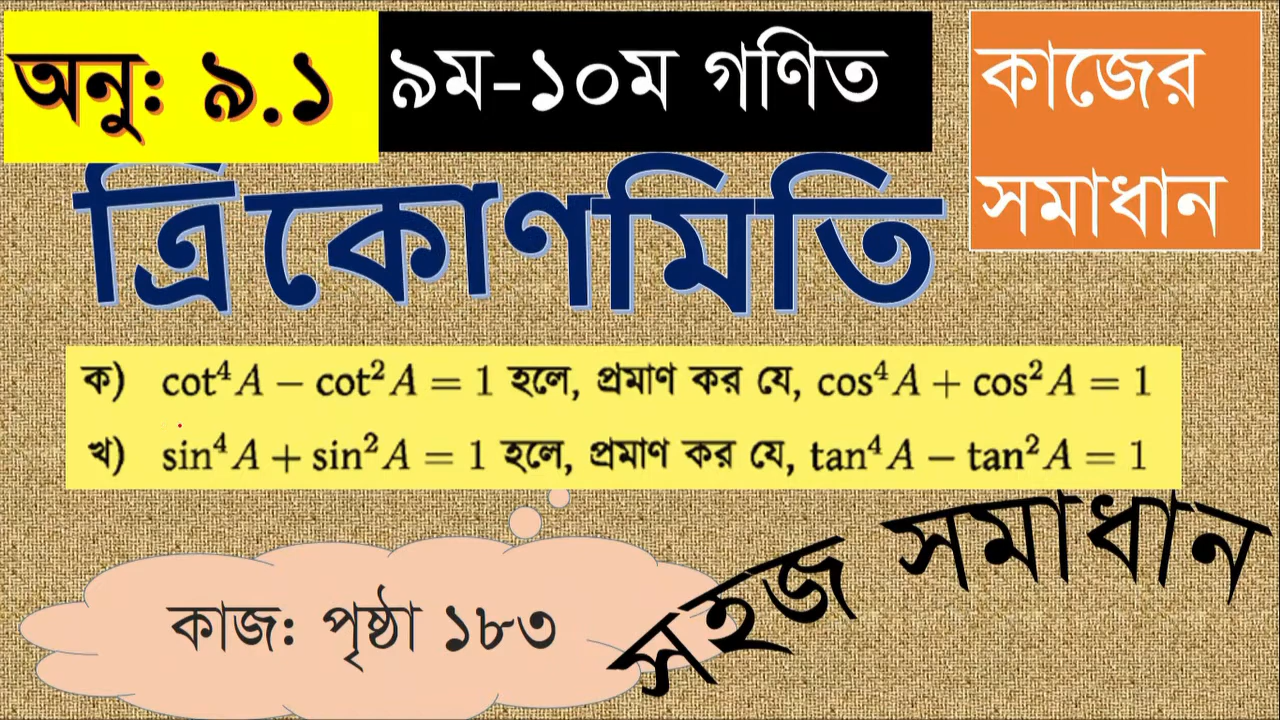 অনু: ৯.১
৯ম-১০ম গণিত
কাজের
সমাধান
ত্রিকোণমিতি
ক) cot⁴A − cot²A = 1 হলে, প্রমাণ কর যে, cos⁴A + cos²A = 1
খ) sin⁴A + sin²A = 1 হলে, প্রমাণ কর যে, tan⁴A − tan²A = 1
কাজ: পৃষ্ঠা ১৮৩
সহজ সমাধান